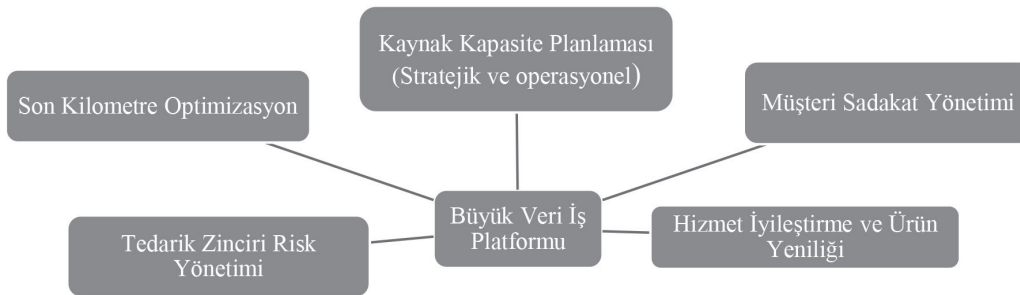 Kaynak Kapasite Planlaması
(Stratejik ve operasyonel)
Son Kilometre Optimizasyon
Müşteri Sadakat Yönetimi
Büyük Veri İş
Platformu
Tedarik Zinciri Risk
Yönetimi
Hizmet İyileştirme ve Ürün
Yeniliği